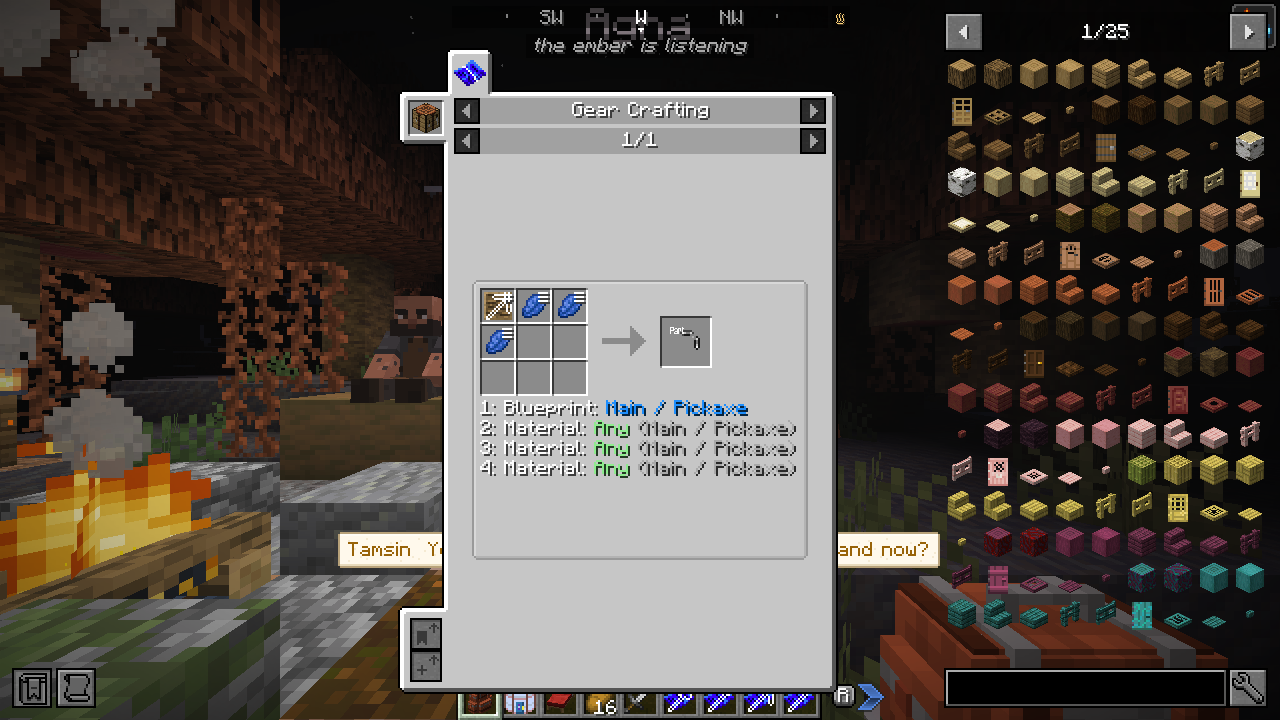 SW W NW
Agna
the ember is listening
1/25
Gear Crafting
1/1
Part
1: Blueprint: Main / Pickaxe
2: Material: Any (Main / Pickaxe)
3: Material: Any (Main / Pickaxe)
4: Material: Any (Main / Pickaxe)
Tamsin
and now?
16
R